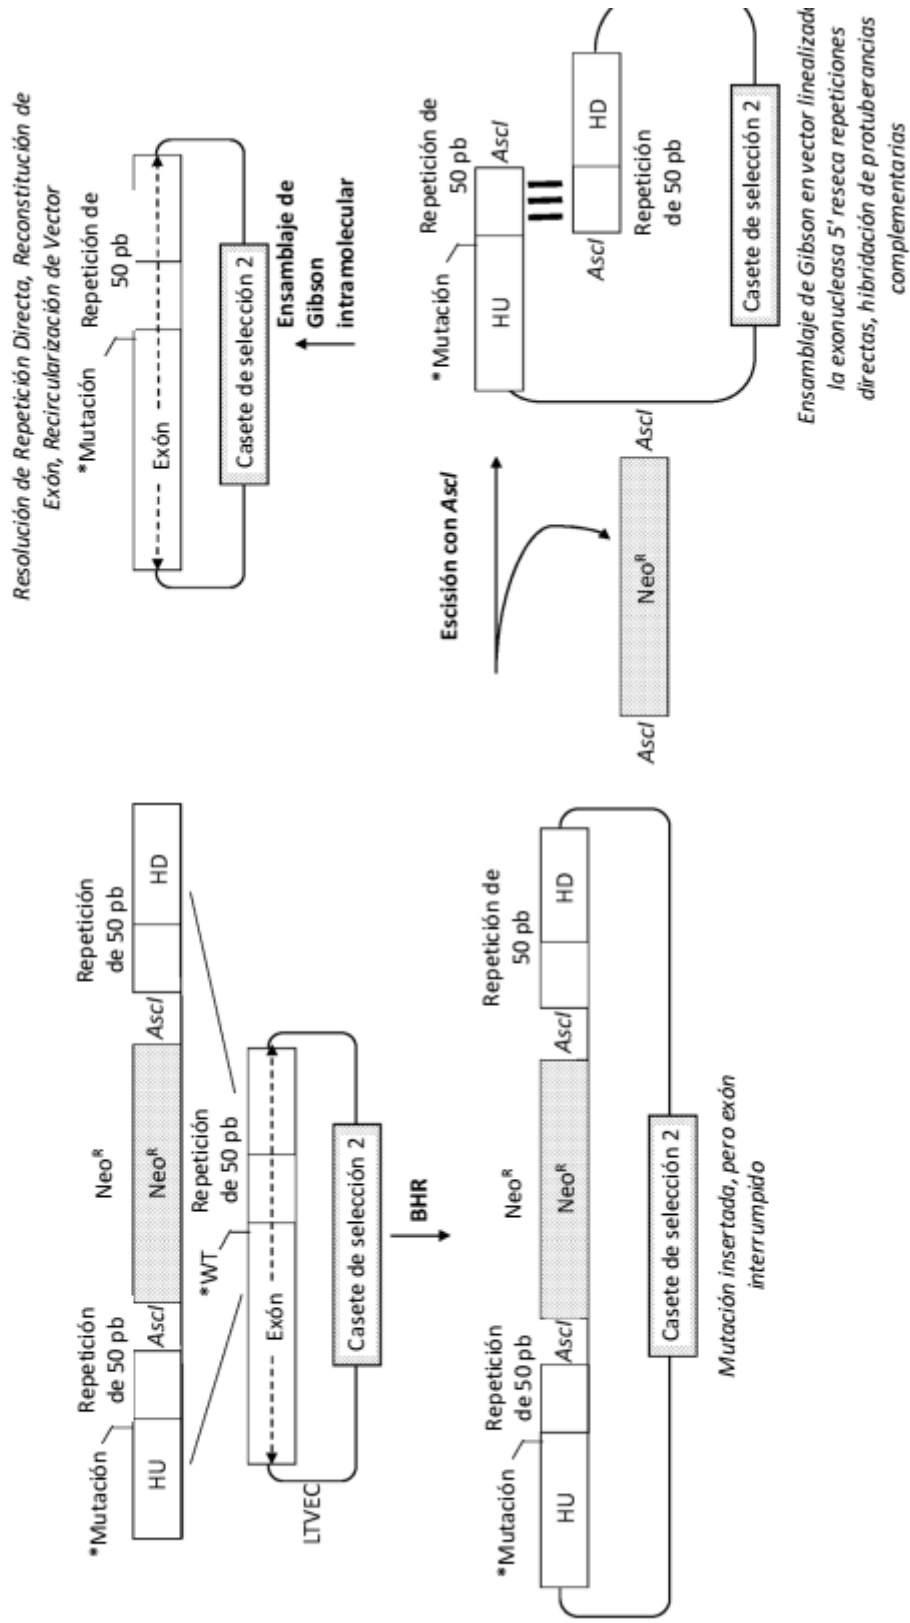 *Mutación
Repetición
de 50 pb
NeoR
Repetición
de 50 pb
HU
AscI
NeoR
AscI
HD
*WT
Repetición
de 50 pb
Exón
LTVEC
Casete de selección 2
BHR
*Mutación
Repetición
de 50 pb
NeoR
Repetición de
50 pb
HU
AscI
NeoR
AscI
HD
Casete de selección 2
Mutación insertada, pero exón
interrumpido
Escisión con AscI
AscI
NeoR
AscI
*Mutación
Repetición de
50 pb
HU
AscI
AscI
HD
Repetición
de 50 pb
Casete de selección 2
Ensamblaje de Gibson en vector linealizado
la exonucleasa 5' reseca repeticiones
directas, hibridación de protuberancias
complementarias
Ensamblaje de
Gibson
intramolecular
Resolución de Repetición Directa, Reconstitución de
Exón, Recircularización de Vector
*Mutación
Repetición de
50 pb
Exón
Casete de selección 2